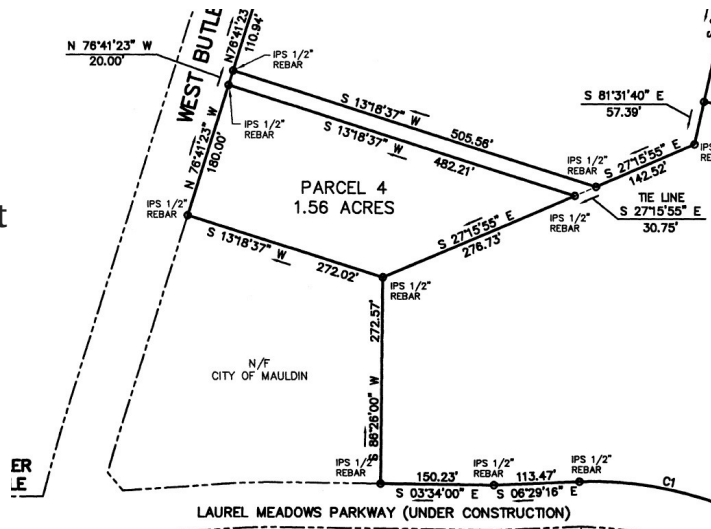 WEST BUTLE
N 76°41'23" W
20.00'
N76°41'23
110.94'
IPS 1/2"
REBAR
S 13°18'37" W
505.56'
IPS 1/2"
REBAR
S 13°18'37" W
482.21'
S 81°31'40" E
57.39'
IPS
IPS 1/2"
REBAR
S 27°15'55" E
142.52'
N 76°41'23" W
180.00'
PARCEL 4
1.56 ACRES
TIE LINE
S 27°15'55" E
30.75'
IPS 1/2"
REBAR
IPS 1/2"
REBAR
t
S 13°18'37" W
272.02'
S 27°15'55" E
276.73'
IPS 1/2"
REBAR
272.57'
S 86°26'00" W
N/F
CITY OF MAULDIN
ER
LE
IPS 1/2"
REBAR
150.23'
S 03°34'00" E
IPS 1/2"
REBAR
113.47'
S 06°29'16" E
IPS 1/2"
REBAR
C1
LAUREL MEADOWS PARKWAY (UNDER CONSTRUCTION)